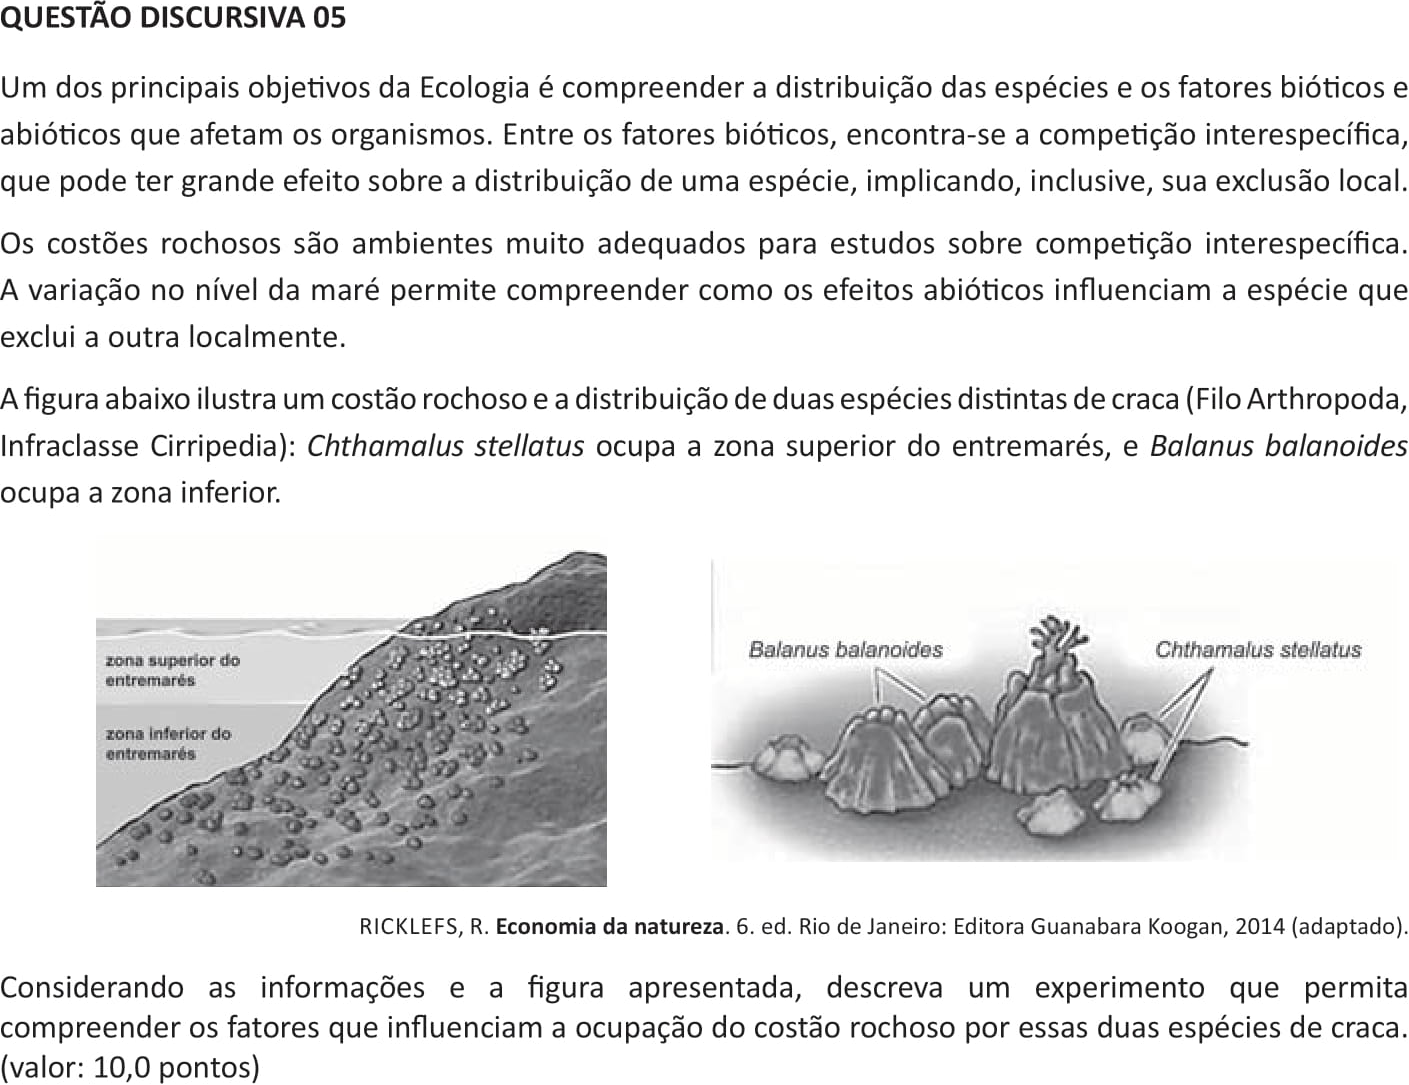 QUESTÃO DISCURSIVA 05
Um dos principais objetivos da Ecologia é compreender a distribuição das espécies e os fatores bióticos e
abióticos que afetam os organismos. Entre os fatores bióticos, encontra-se a competição interespecífica,
que pode ter grande efeito sobre a distribuição de uma espécie, implicando, inclusive, sua exclusão local.
Os costões rochosos são ambientes muito adequados para estudos sobre competição interespecífica.
A variação no nível da maré permite compreender como os efeitos abióticos influenciam a espécie que
exclui a outra localmente.
A figura abaixo ilustra um costão rochoso e a distribuição de duas espécies distintas de craca (Filo Arthropoda,
Infraclasse Cirripedia): Chthamalus stellatus ocupa a zona superior do entremarés, e Balanus balanoides
ocupa a zona inferior.
zona superior do
entremarés
zona inferior do
entremarés
Balanus balanoides
Chthamalus stellatus
RICKLEFS, R. Economia da natureza. 6. ed. Rio de Janeiro: Editora Guanabara Koogan, 2014 (adaptado).
Considerando as informações e a figura apresentada, descreva um experimento que permita
compreender os fatores que influenciam a ocupação do costão rochoso por essas duas espécies de craca.
(valor: 10,0 pontos)